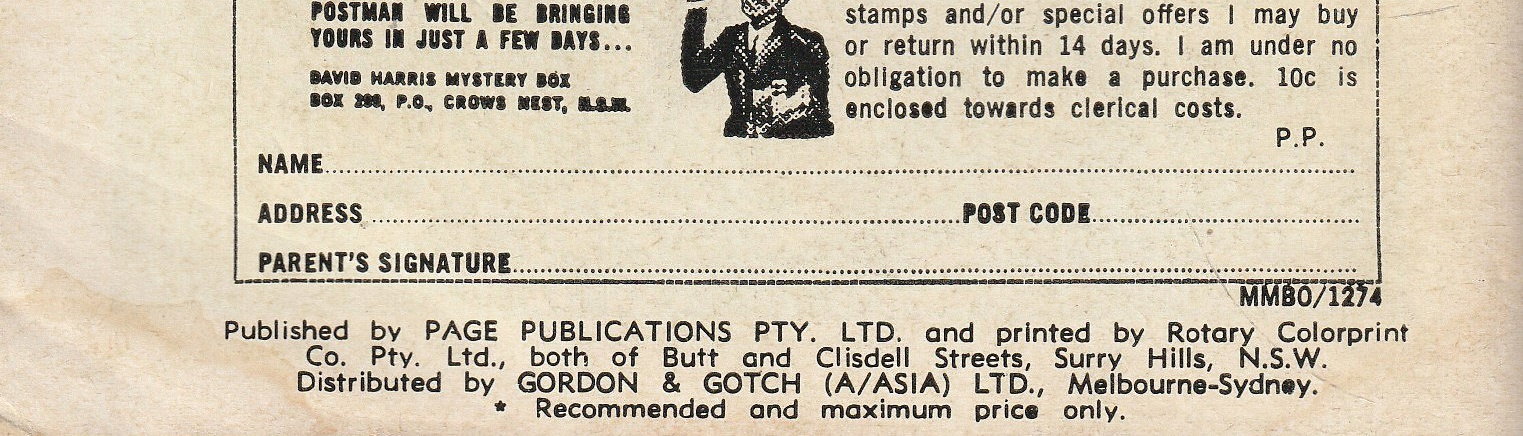 POSTMAN WILL BE BRINGING
YOURS IN JUST A FEW DAYS...
DAVID HARRIS MYSTERY BOX
BOX 299, P.O., CROWS NEST, N.S.W.
stamps and/or special offers I may buy
or return within 14 days. I am under no
obligation to make a purchase. 10c is
enclosed towards clerical costs.
P.P.
NAME
ADDRESS POST CODE
PARENT'S SIGNATURE
MMBO/1274
Published by PAGE PUBLICATIONS PTY. LTD. and printed by Rotary Colorprint
Co. Pty. Ltd., both of Butt and Clisdell Streets, Surry Hills, N.S.W.
Distributed by GORDON & GOTCH (A/ASIA) LTD., Melbourne-Sydney.
* Recommended and maximum price only.